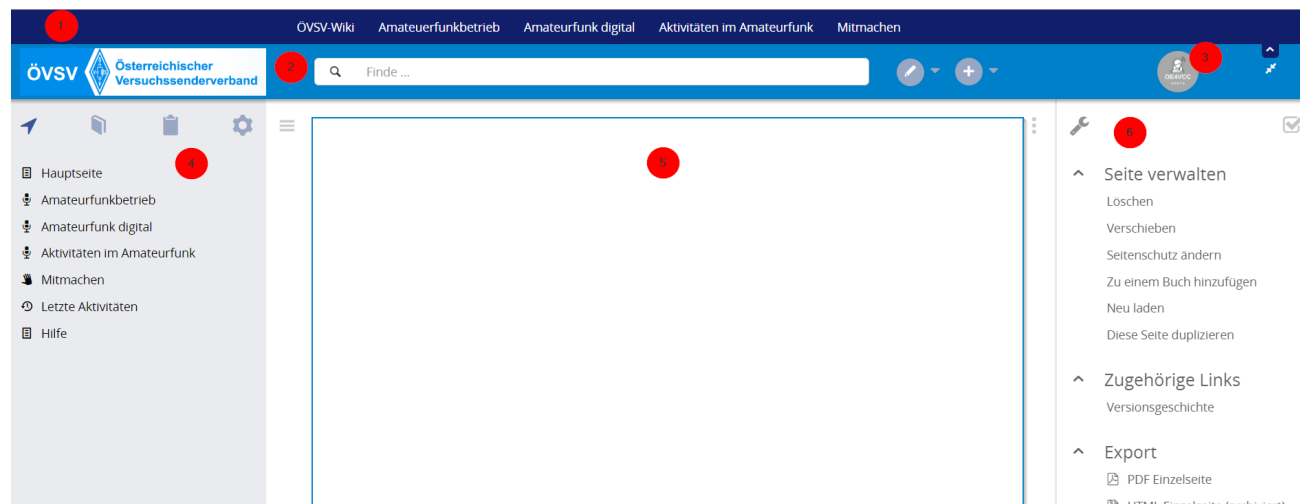 1
ÖVSV-Wiki Amateuerfunkbetrieb Amateurfunk digital Aktivitäten im Amateurfunk Mitmachen
ÖVSV Österreichischer
Versuchssenderverband
2
Finde ...
OE4VCC
3
4
5
6
Hauptseite
Amateurfunkbetrieb
Amateurfunk digital
Aktivitäten im Amateurfunk
Mitmachen
Letzte Aktivitäten
Hilfe
Seite verwalten
Löschen
Verschieben
Seitenschutz ändern
Zu einem Buch hinzufügen
Neu laden
Diese Seite duplizieren
Zugehörige Links
Versionsgeschichte
Export
PDF Einzelseite